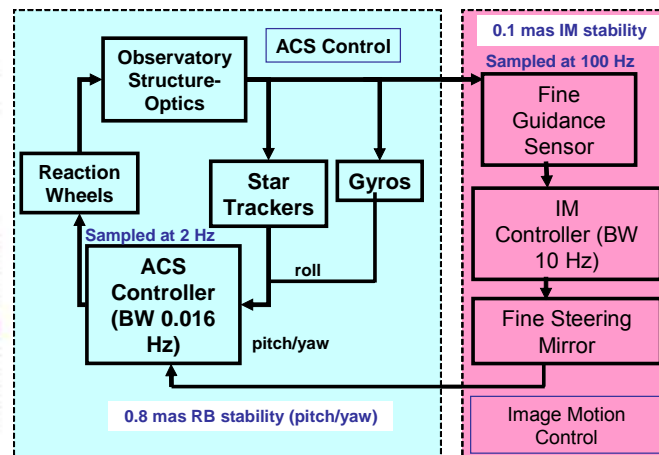 Observatory
Structure-
Optics
ACS Control
0.1 mas IM stability
Sampled at 100 Hz
Fine
Guidance
Sensor
Reaction
Wheels
Star
Trackers
Gyros
IM
Controller (BW
10 Hz)
Sampled at 2 Hz
ACS
Controller
(BW 0.016
Hz)
roll
pitch/yaw
Fine Steering
Mirror
0.8 mas RB stability (pitch/yaw)
Image Motion
Control